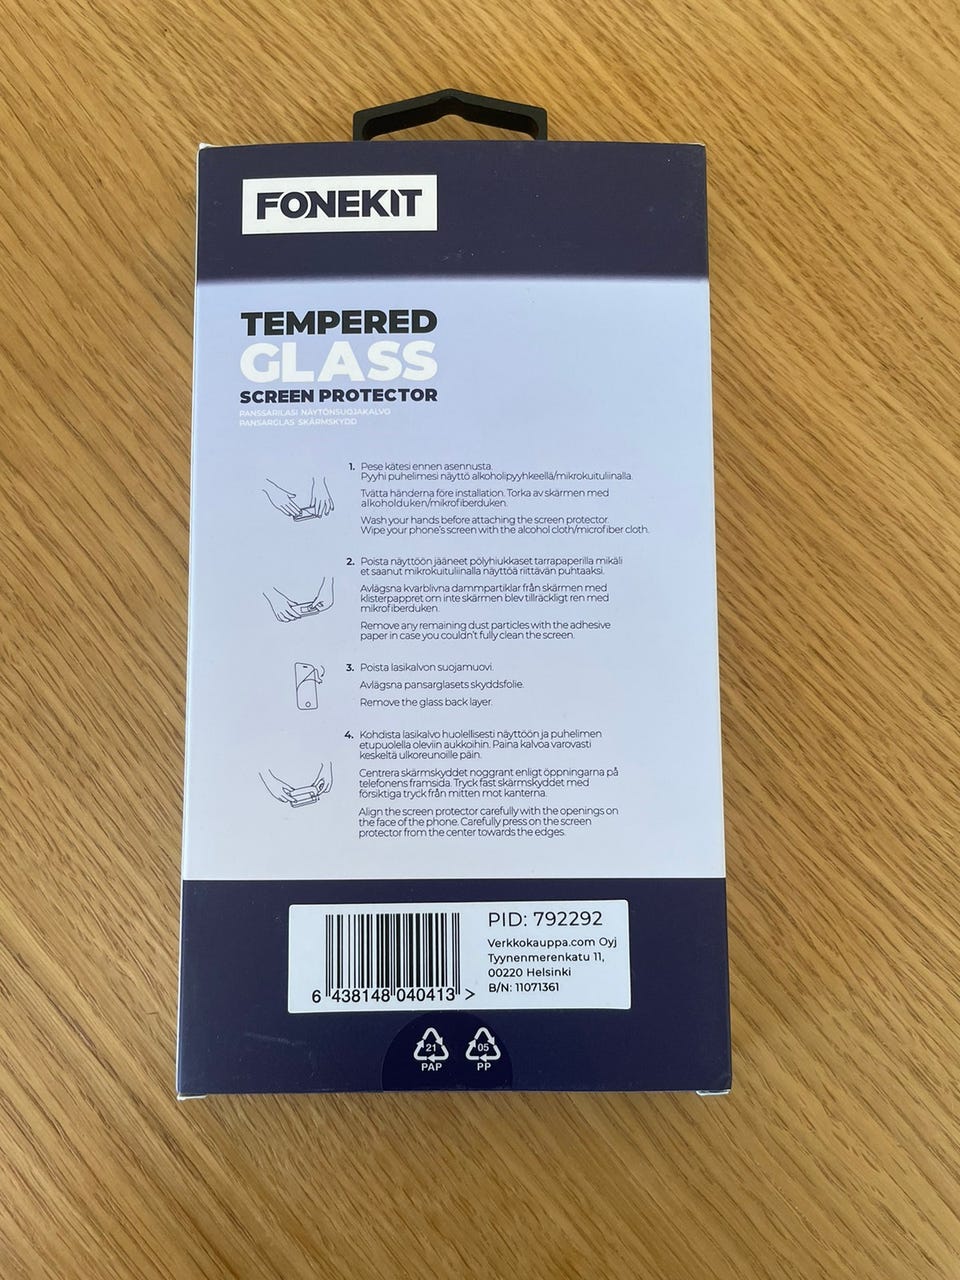 FONEKIT
TEMPERED
GLASS
SCREEN PROTECTOR
PANSSARILASI NÄYTÖNSUOJAKALVO
PANSARGLAS SKÄRMSKYDD
1. Pese kätesi ennen asennusta.
Pyyhi puhelimesi näyttö alkoholipyyhkeellä/mikrokuituliinalla.
Tvätta händerna före installation. Torka av skärmen med
alkoholduken/mikrofiberduken.
Wash your hands before attaching the screen protector.
Wipe your phone's screen with the alcohol cloth/microfiber cloth.
2. Poista näyttöön jääneet pölyhiukkaset tarrapaperilla mikäli
et saanut mikrokuituliinalla näyttöä riittävän puhtaaksi.
Avlägsna kvarblivna dammpartiklar från skärmen med
klisterpappret om inte skärmen blev tillräckligt ren med
mikrofiberduken.
Remove any remaining dust particles with the adhesive
paper in case you couldn't fully clean the screen.
3. Poista lasikalvon suojamuovi.
Avlägsna pansarglasets skyddsfolie.
Remove the glass back layer.
4. Kohdista lasikalvo huolellisesti näyttöön ja puhelimen
etupuolella oleviin aukkoihin. Paina kalvoa varovasti
keskeltä ulkoreunoille päin.
Centrera skärmskyddet noggrant enligt öppningarna på
telefonens framsida. Tryck fast skärmskyddet med
försiktiga tryck från mitten mot kanterna.
Align the screen protector carefully with the openings on
the face of the phone. Carefully press on the screen
protector from the center towards the edges.
PID: 792292
Verkkokauppa.com Oyj
Tyynenmerenkatu 11,
00220 Helsinki
B/N: 11071361
6 438148 040413 >
21 05
PAP PP